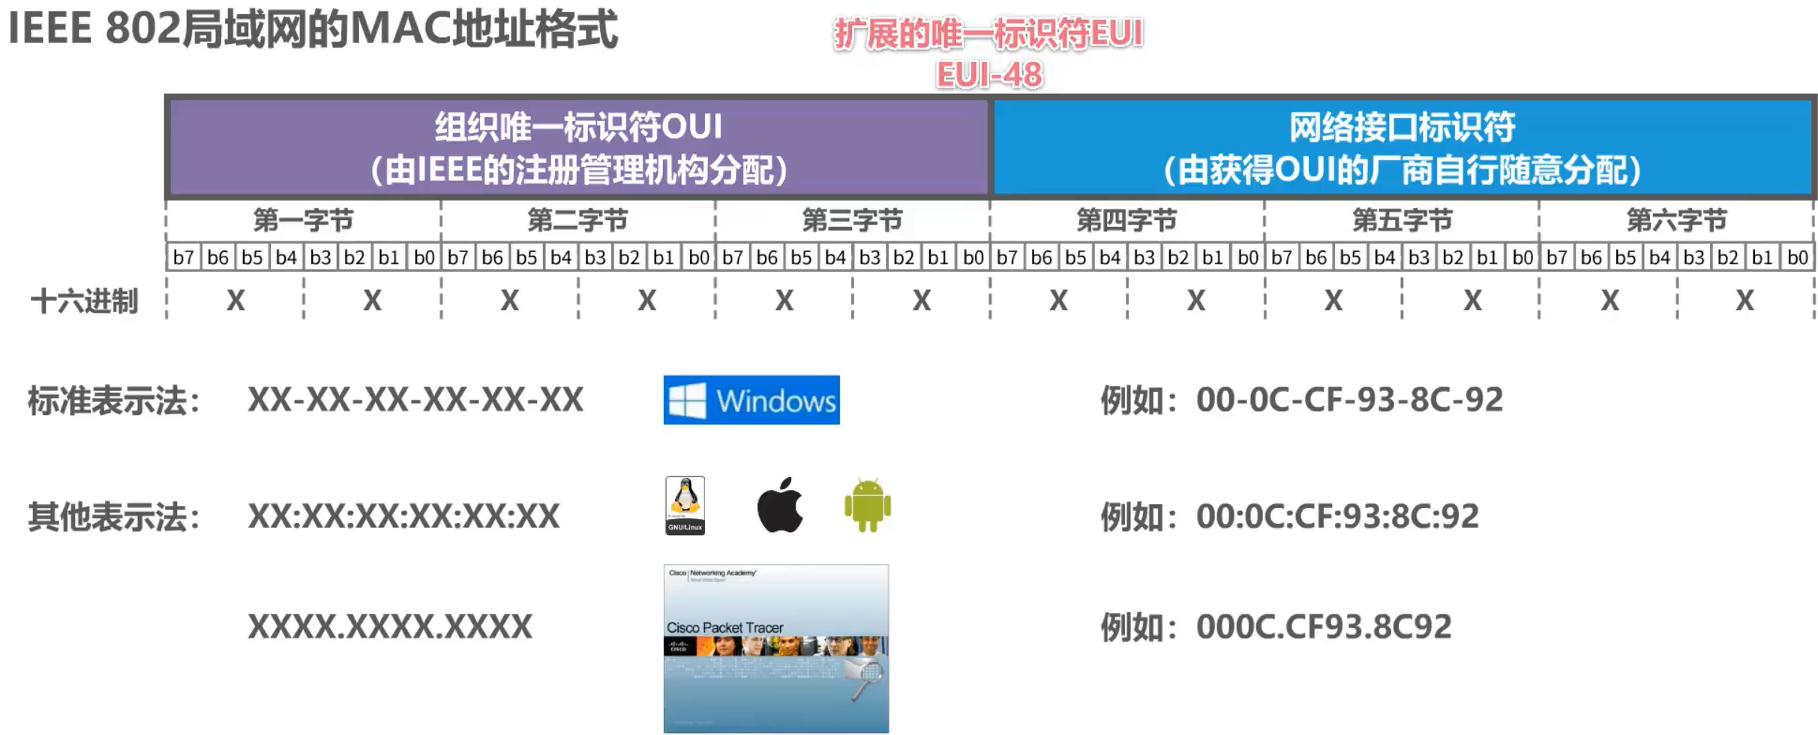 IEEE 802局域网的MAC地址格式
扩展的唯一标识符EUI
EUI-48
组织唯一标识符OUI
（由IEEE的注册管理机构分配）
网络接口标识符
（由获得OUI的厂商自行随意分配）
第一字节 第二字节 第三字节 第四字节 第五字节 第六字节
b7 b6 b5 b4 b3 b2 b1 b0 b7 b6 b5 b4 b3 b2 b1 b0 b7 b6 b5 b4 b3 b2 b1 b0 b7 b6 b5 b4 b3 b2 b1 b0 b7 b6 b5 b4 b3 b2 b1 b0 b7 b6 b5 b4 b3 b2 b1 b0
十六进制 X X X X X X X X X X X X
标准表示法： XX-XX-XX-XX-XX-XX Windows 例如：00-0C-CF-93-8C-92
其他表示法： XX:XX:XX:XX:XX:XX 例如：00:0C:CF:93:8C:92
GNU/Linux
Cisco Networking Academy
Cisco Packet Tracer
CISCO
XXXX.XXXX.XXXX 例如：000C.CF93.8C92